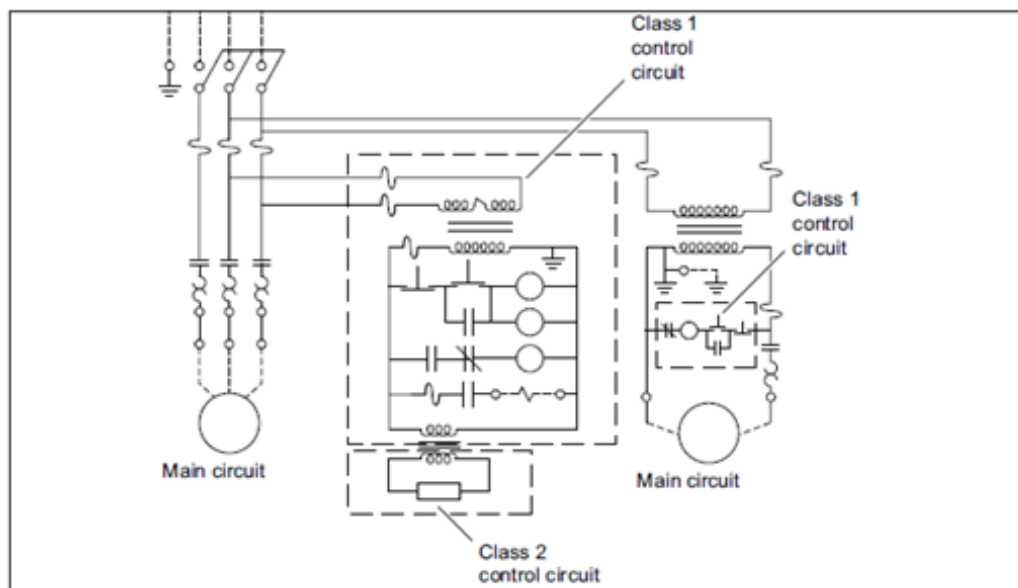 Class 1
control
circuit
Class 1
control
circuit
Main circuit
Main circuit
Class 2
control circuit